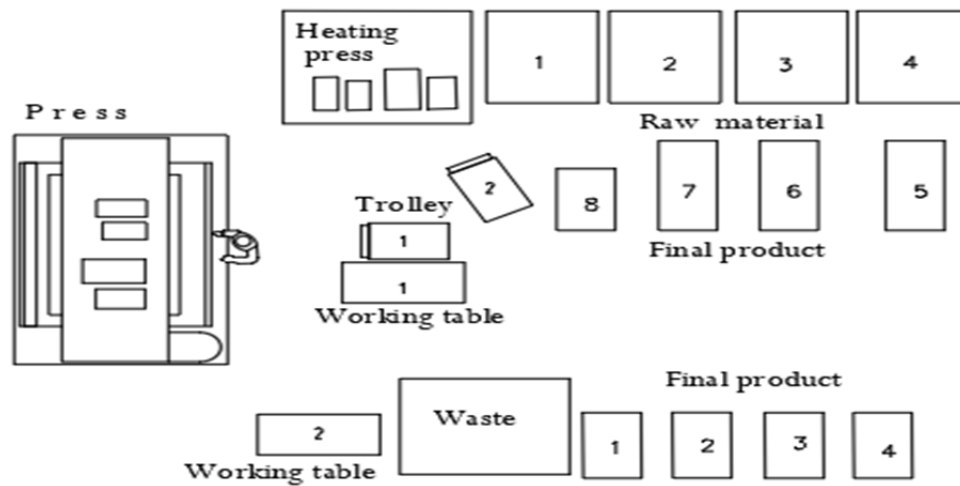 Heating
press
1
2
3
4
Press
Raw material
2
8
7
6
5
Trolley
1
Final product
1
Working table
Final product
2
Waste
1
2
3
4
Working table